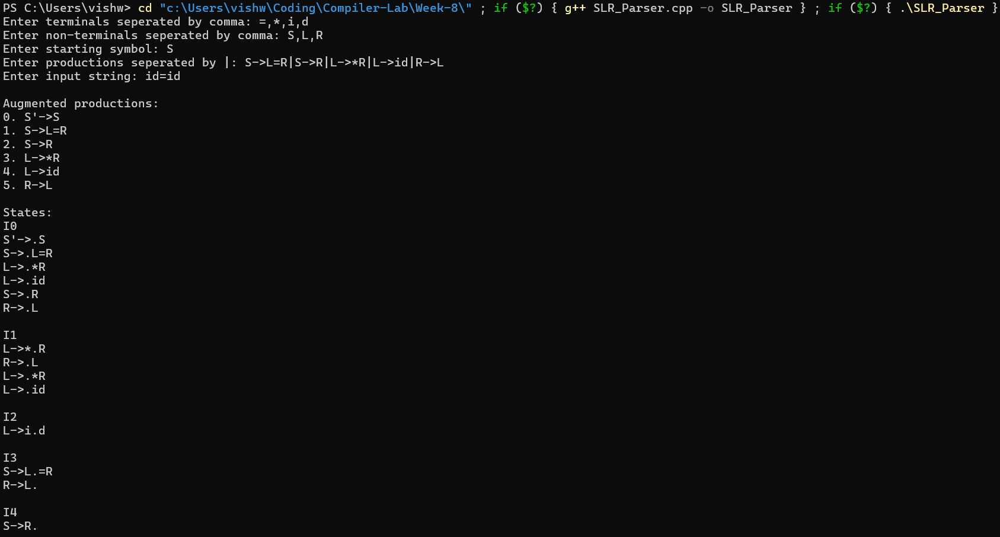 PS C:\Users\vishw> cd "c:\Users\vishw\Coding\Compiler-Lab\Week-8\" ; if ($?) { g++ SLR_Parser.cpp -o SLR_Parser } ; if ($?) { .\SLR_Parser }
Enter terminals seperated by comma: =,*,i,d
Enter non-terminals seperated by comma: S,L,R
Enter starting symbol: S
Enter productions seperated by |: S->L=R|S->R|L->*R|L->id|R->L
Enter input string: id=id
Augmented productions:
0. S'->S
1. S->L=R
2. S->R
3. L->*R
4. L->id
5. R->L
States:
I0
S'->.S
S->.L=R
L->.*R
L->.id
S->.R
R->.L
I1
L->*.R
R->.L
L->.*R
L->.id
I2
L->i.d
I3
S->L.=R
R->L.
I4
S->R.